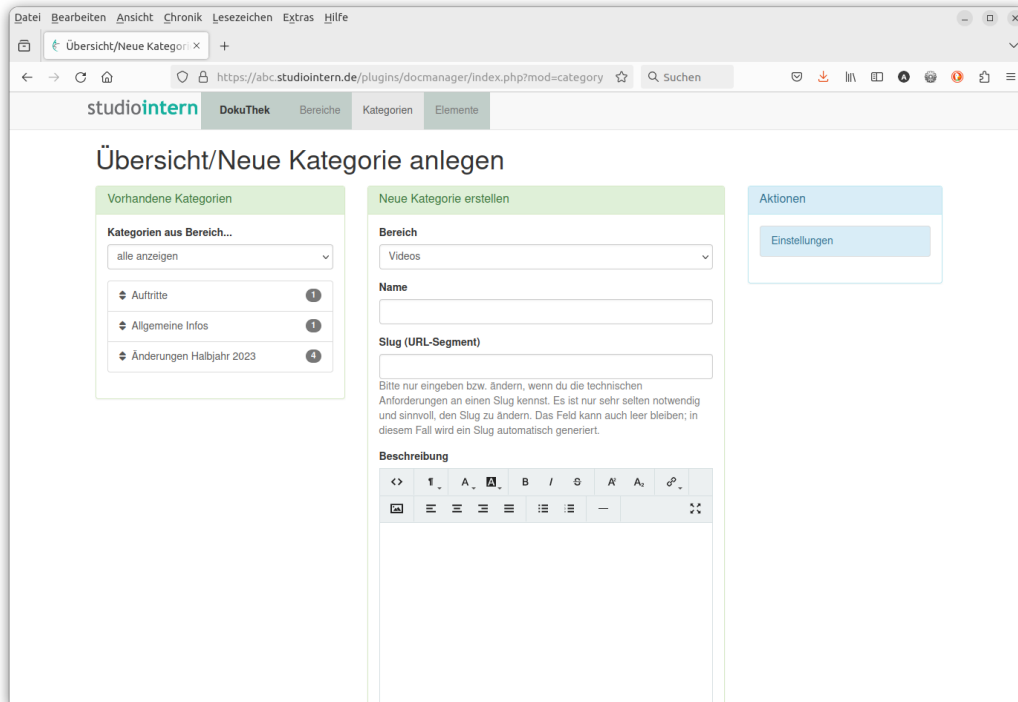 Datei Bearbeiten Ansicht Chronik Lesezeichen Extras Hilfe
Übersicht/Neue Kategori
https://abc.studiointern.de/plugins/docmanager/index.php?mod=category
Suchen
studiointern
DokuThek
Bereiche
Kategorien
Elemente
Übersicht/Neue Kategorie anlegen
Vorhandene Kategorien
Kategorien aus Bereich...
alle anzeigen
Auftritte 1
Allgemeine Infos 1
Änderungen Halbjahr 2023 4
Neue Kategorie erstellen
Bereich
Videos
Name
Slug (URL-Segment)
Bitte nur eingeben bzw. ändern, wenn du die technischen
Anforderungen an einen Slug kennst. Es ist nur sehr selten notwendig
und sinnvoll, den Slug zu ändern. Das Feld kann auch leer bleiben; in
diesem Fall wird ein Slug automatisch generiert.
Beschreibung
Aktionen
Einstellungen